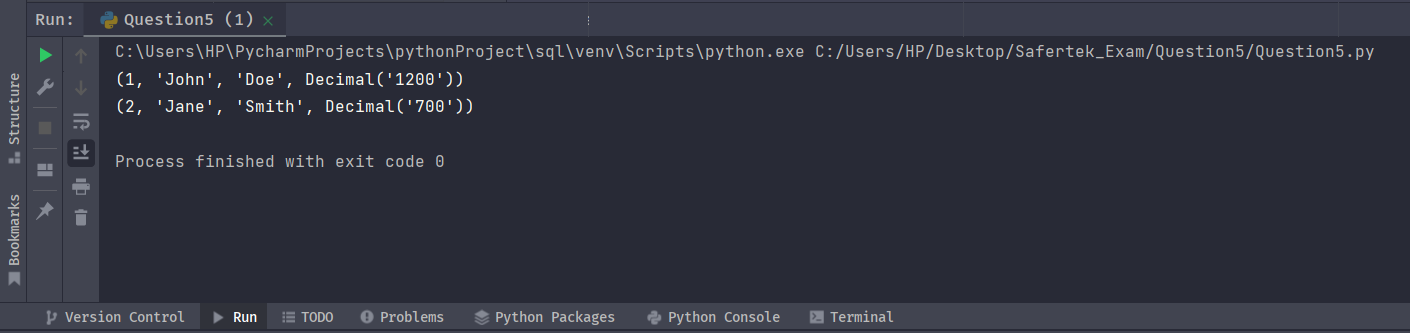 Run: Question5 (1)
C:\Users\HP\PycharmProjects\pythonProject\sql\venv\Scripts\python.exe C:/Users/HP/Desktop/Safertek_Exam/Question5/Question5.py
(1, 'John', 'Doe', Decimal('1200'))
(2, 'Jane', 'Smith', Decimal('700'))
Process finished with exit code 0
Structure
Bookmarks
Version Control Run TODO Problems Python Packages Python Console Terminal